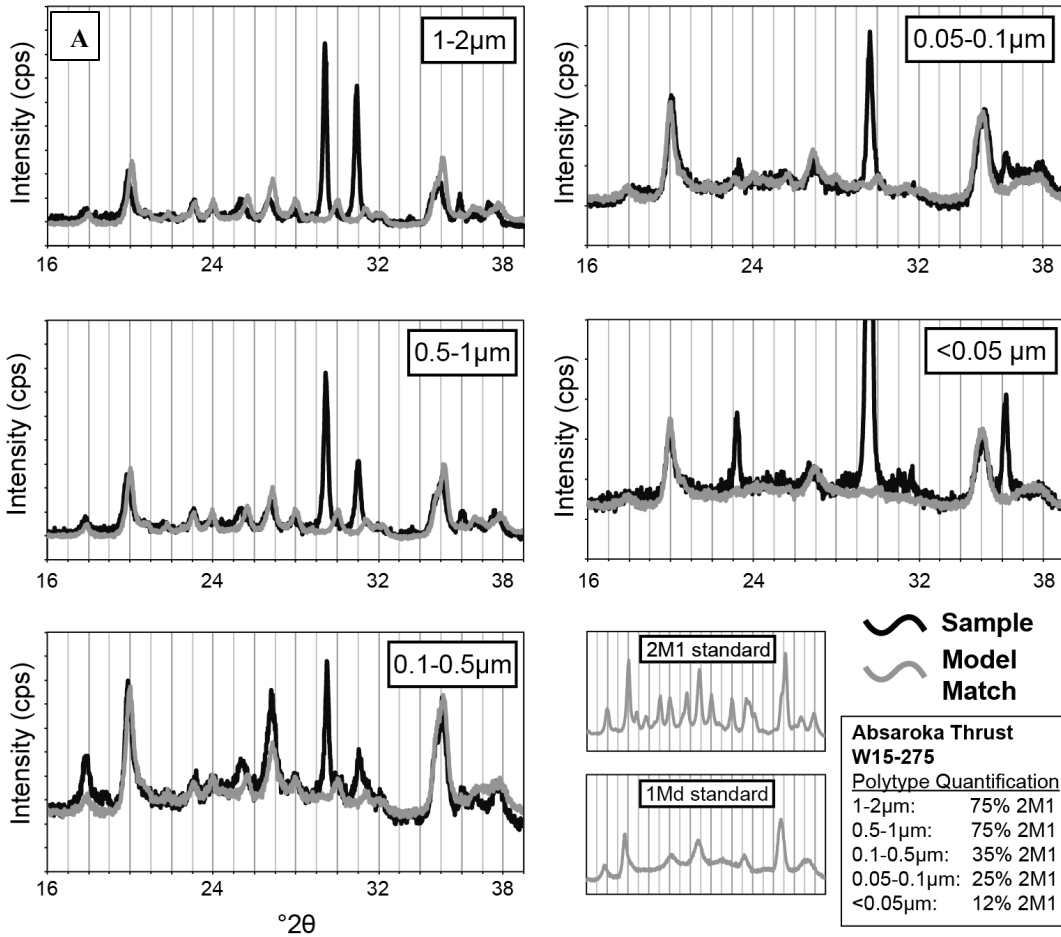 A
1-2µm
Intensity (cps)
16 24 32 38
0.05-0.1µm
Intensity (cps)
16 24 32 38
0.5-1µm
Intensity (cps)
16 24 32 38
<0.05 µm
Intensity (cps)
16 24 32 38
0.1-0.5µm
Intensity (cps)
16 24 32 38
°2θ
2M1 standard
1Md standard
Sample
Model
Match
Absaroka Thrust
W15-275
Polytype Quantification
1-2µm: 75% 2M1
0.5-1µm: 75% 2M1
0.1-0.5µm: 35% 2M1
0.05-0.1µm: 25% 2M1
<0.05µm: 12% 2M1